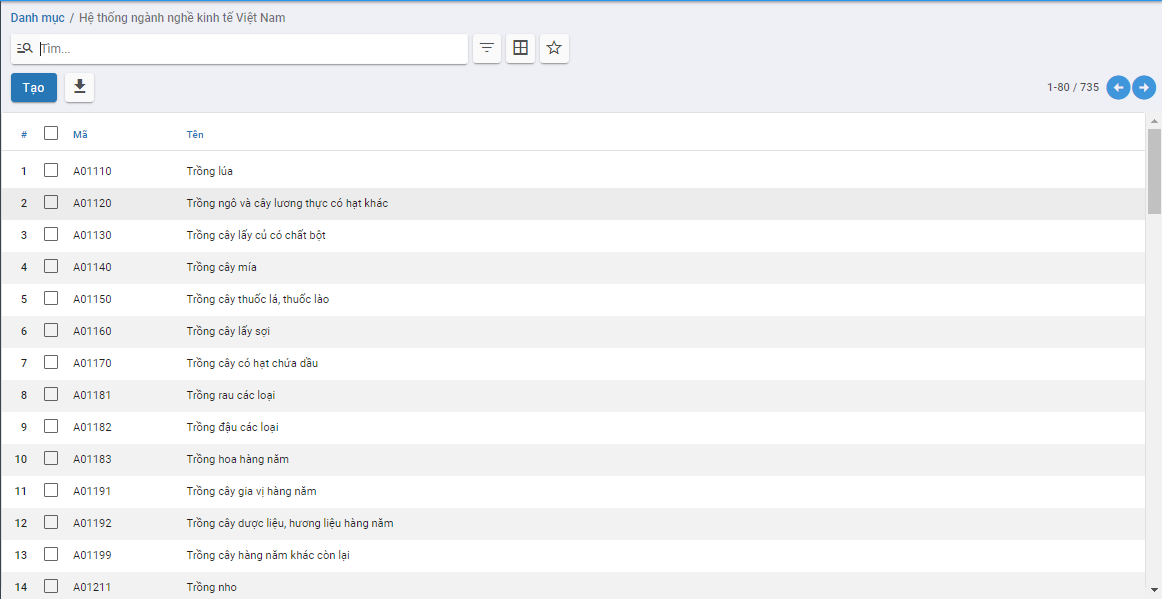 Danh mục / Hệ thống ngành nghề kinh tế Việt Nam
Tìm...
Tạo
1-80 / 735
# Mã Tên
1 A01110 Trồng lúa
2 A01120 Trồng ngô và cây lương thực có hạt khác
3 A01130 Trồng cây lấy củ có chất bột
4 A01140 Trồng cây mía
5 A01150 Trồng cây thuốc lá, thuốc lào
6 A01160 Trồng cây lấy sợi
7 A01170 Trồng cây có hạt chứa dầu
8 A01181 Trồng rau các loại
9 A01182 Trồng đậu các loại
10 A01183 Trồng hoa hàng năm
11 A01191 Trồng cây gia vị hàng năm
12 A01192 Trồng cây dược liệu, hương liệu hàng năm
13 A01199 Trồng cây hàng năm khác còn lại
14 A01211 Trồng nho